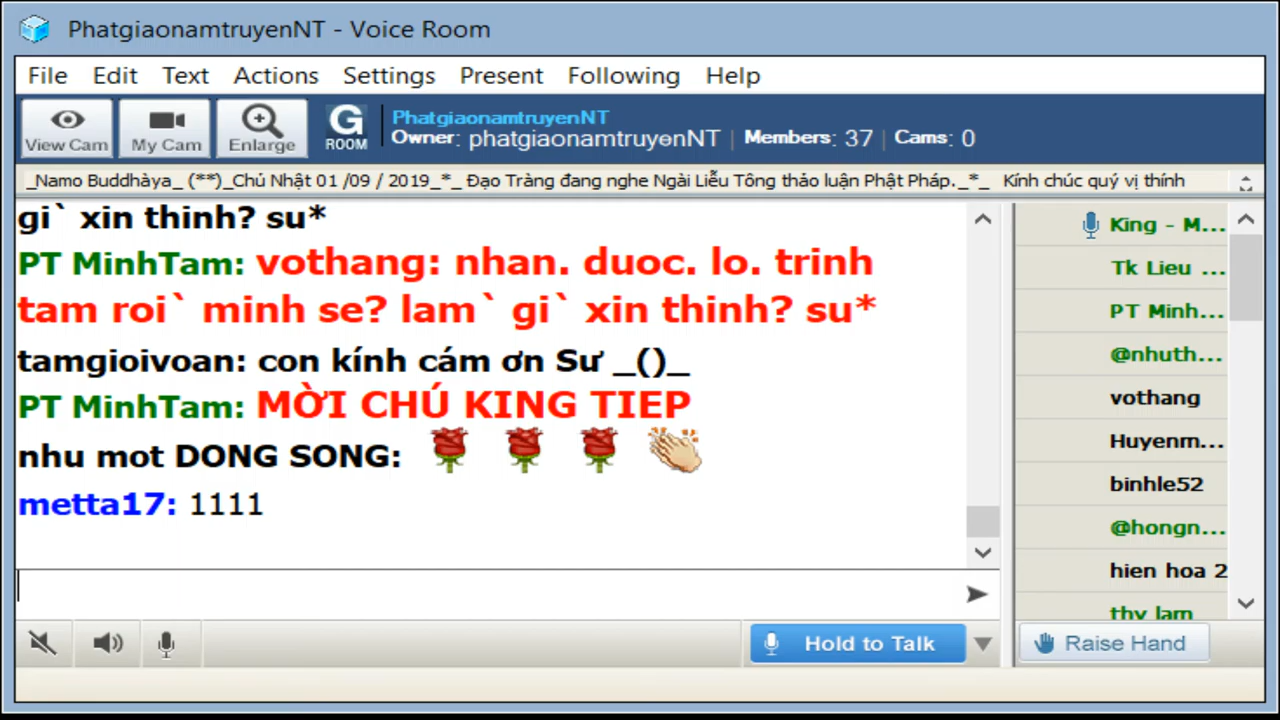 PhatgiaonamtruyenNT - Voice Room
File Edit Text Actions Settings Present Following Help
View Cam My Cam Enlarge G ROOM
PhatgiaonamtruyenNT
Owner: phatgiaonamtruyenNT | Members: 37 | Cams: 0
_Namo Buddhàya_ (**)_Chủ Nhật 01 /09 / 2019_*_ Đạo Tràng đang nghe Ngài Liễu Tông thảo luận Phật Pháp._*_ Kính chúc quý vị thính
gi` xin thinh? su*
PT MinhTam: vothang: nhan. duoc. lo. trinh
tam roi` minh se? lam` gi` xin thinh? su*
tamgioivoan: con kính cám ơn Sư _()_
PT MinhTam: MỜI CHÚ KING TIEP
nhu mot DONG SONG:
metta17: 1111
King - M...
Tk Lieu ...
PT Minh...
@nhuth...
vothang
Huyenm...
binhle52
@hongn...
hien hoa 2
thy lam
Hold to Talk
Raise Hand